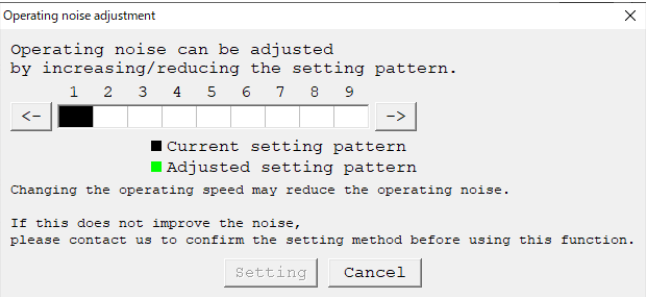 Operating noise adjustment
Operating noise can be adjusted
by increasing/reducing the setting pattern.
1 2 3 4 5 6 7 8 9
<- ->
Current setting pattern
Adjusted setting pattern
Changing the operating speed may reduce the operating noise.
If this does not improve the noise,
please contact us to confirm the setting method before using this function.
Setting Cancel